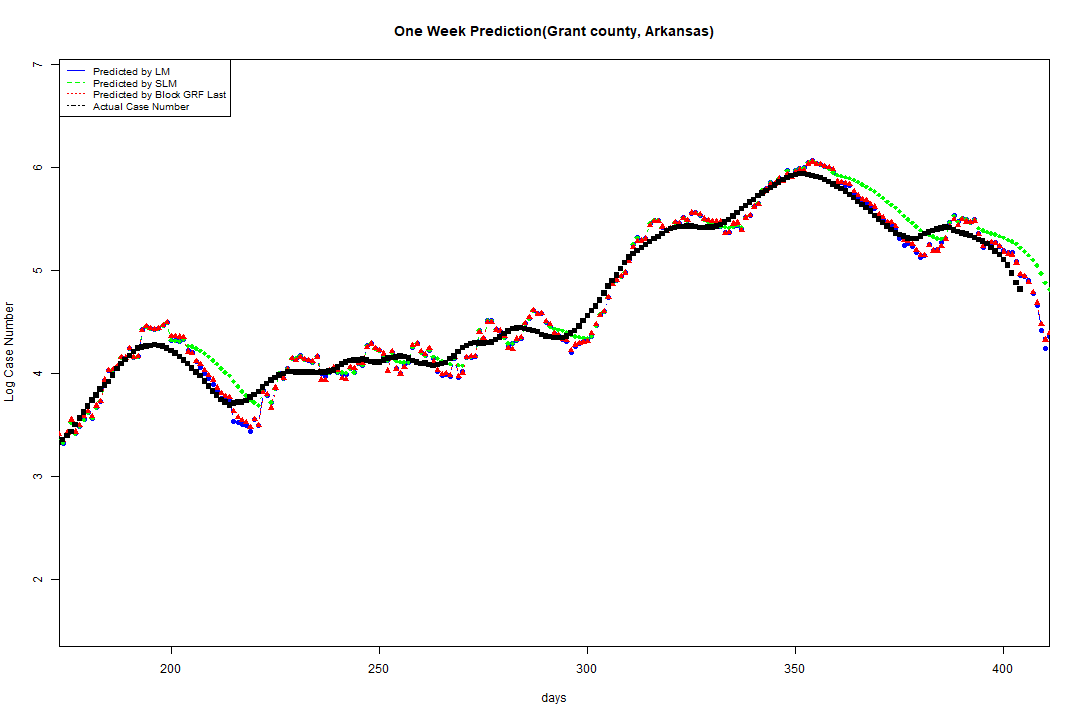 One Week Prediction(Grant county, Arkansas)
Predicted by LM
Predicted by SLM
Predicted by Block GRF Last
Actual Case Number
7
6
5
4
3
2
Log Case Number
200 250 300 350 400
days